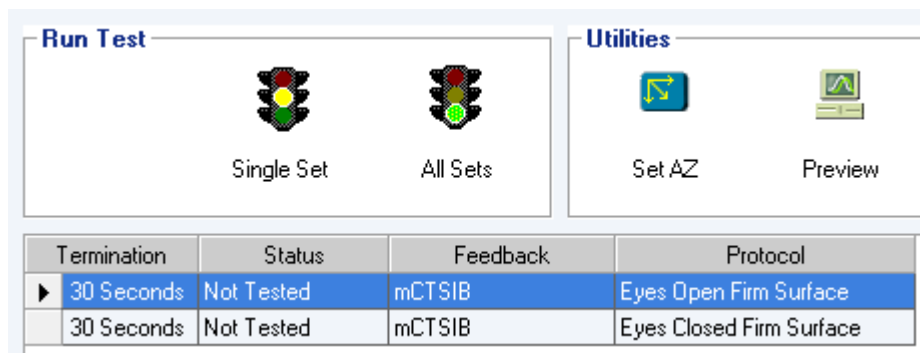 Run Test Utilities
Single Set All Sets Set AZ Preview
Termination Status Feedback Protocol
30 Seconds Not Tested mCTSIB Eyes Open Firm Surface
30 Seconds Not Tested mCTSIB Eyes Closed Firm Surface